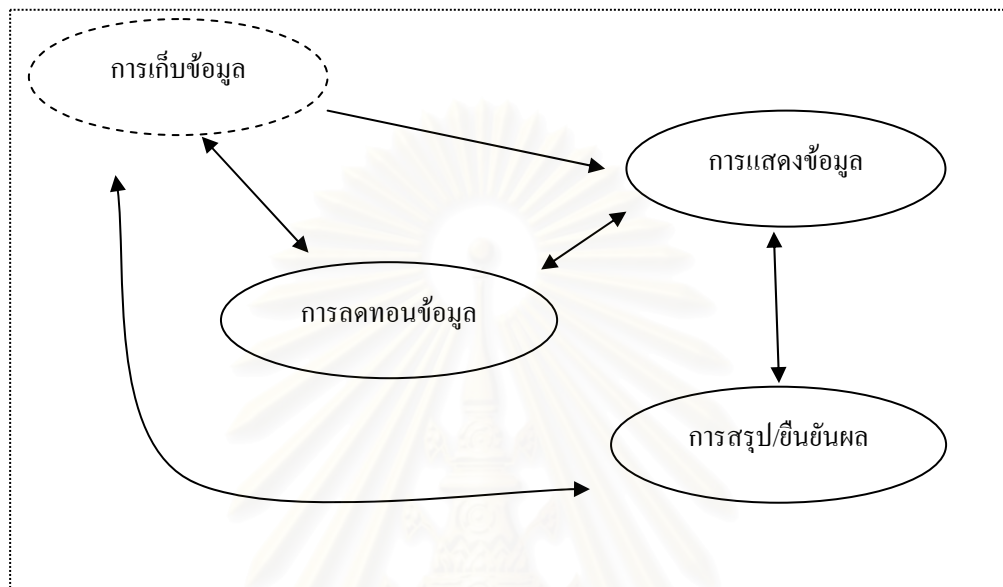 การเก็บข้อมูล
การแสดงข้อมูล
การลดทอนข้อมูล
การสรุป/ยืนยันผล